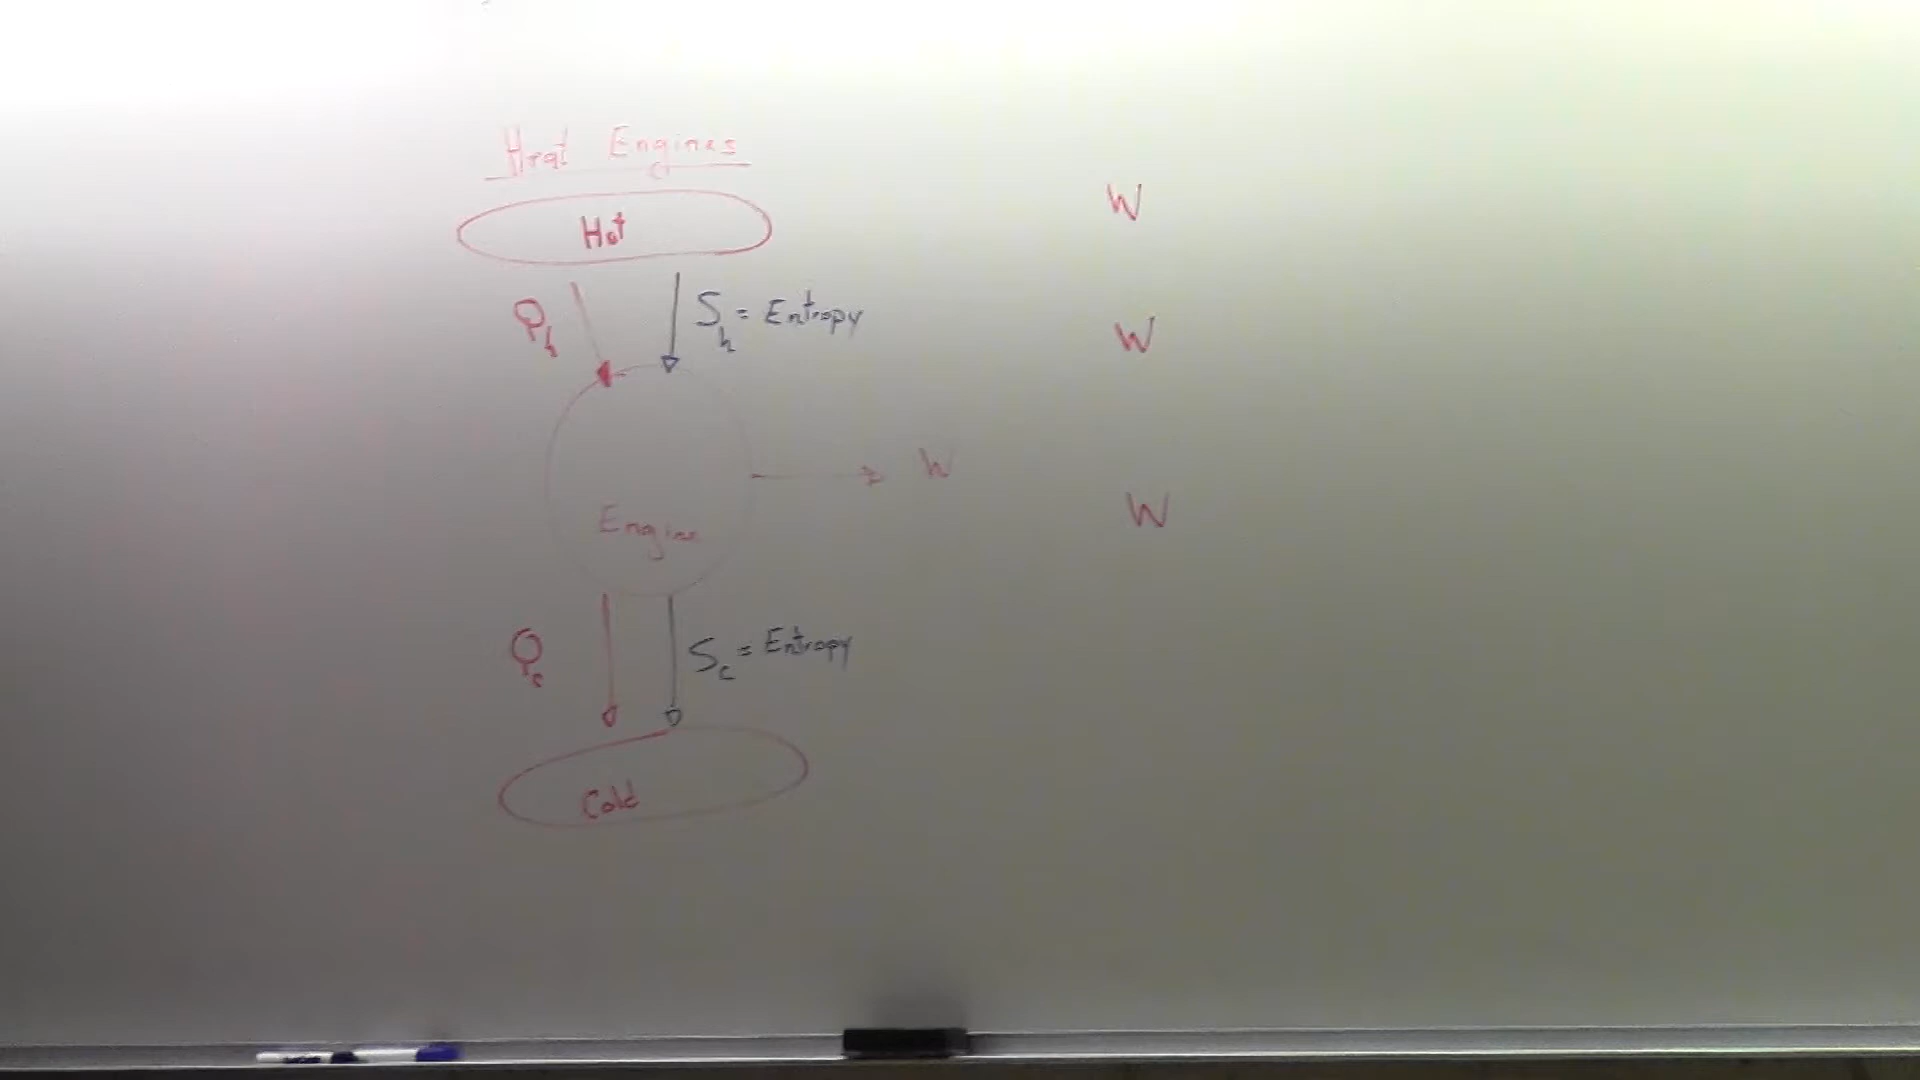 Heat Engines
Hot
W
Qh
Sh = Entropy
W
W
Engine
W
Qc
Sc = Entropy
Cold